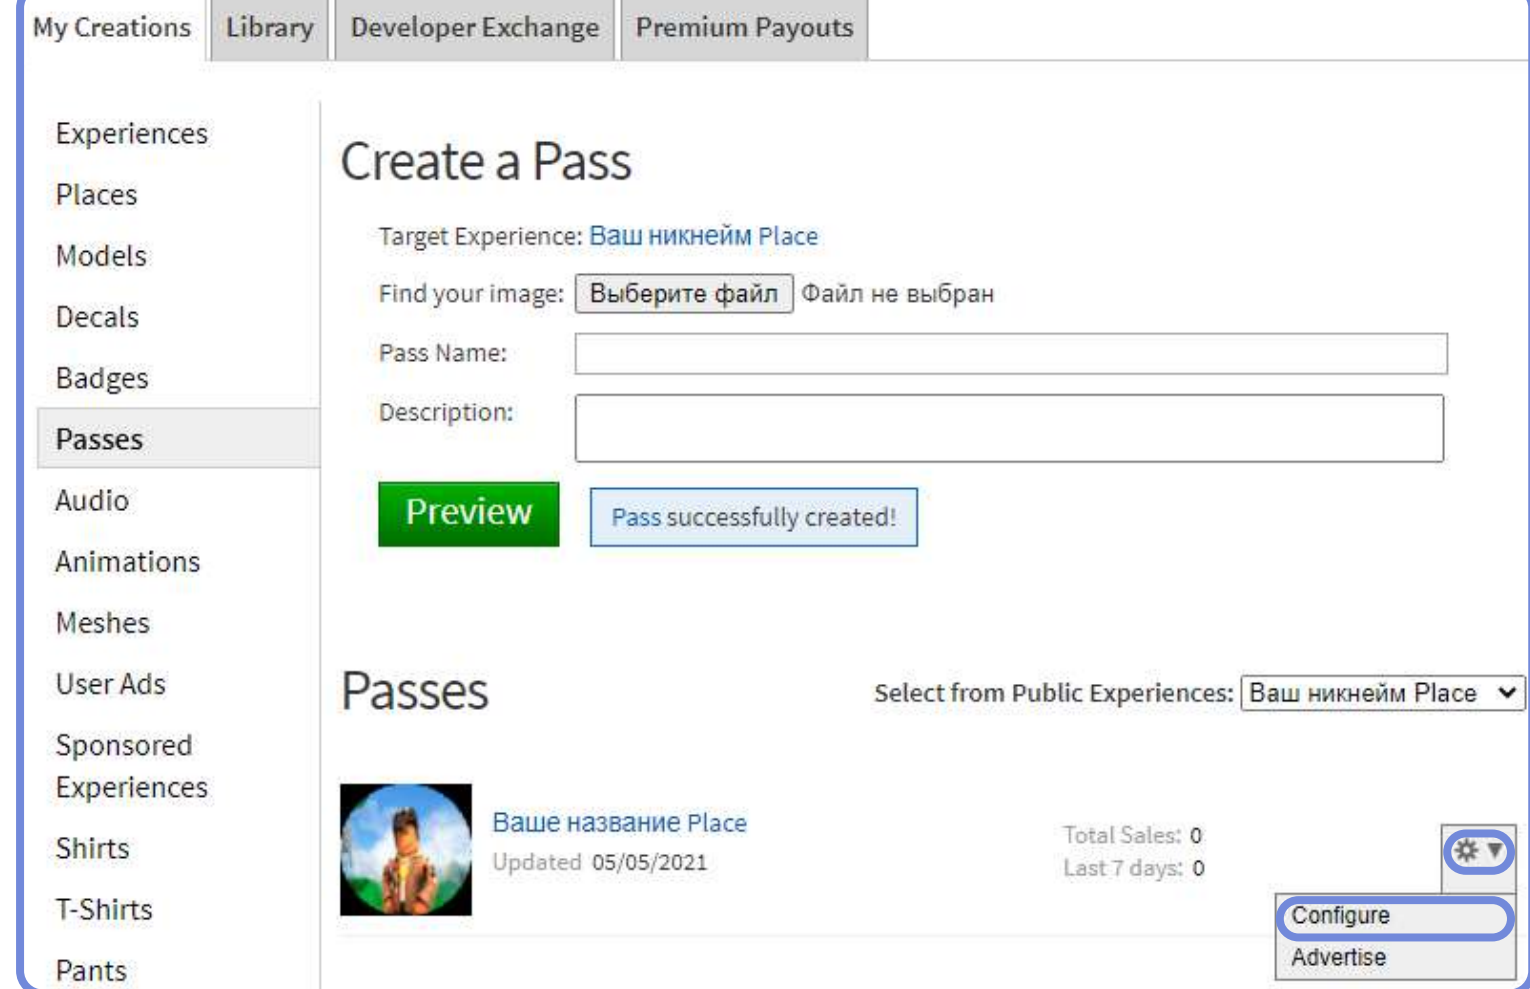 My Creations
Library
Developer Exchange
Premium Payouts
Experiences
Places
Models
Decals
Badges
Passes
Audio
Animations
Meshes
User Ads
Sponsored
Experiences
Shirts
T-Shirts
Pants
Create a Pass
Target Experience: Ваш никнейм Place
Find your image: Выберите файл Файл не выбран
Pass Name:
Description:
Preview
Pass successfully created!
Passes
Select from Public Experiences: Ваш никнейм Place
Ваше название Place
Updated 05/05/2021
Total Sales: 0
Last 7 days: 0
Configure
Advertise